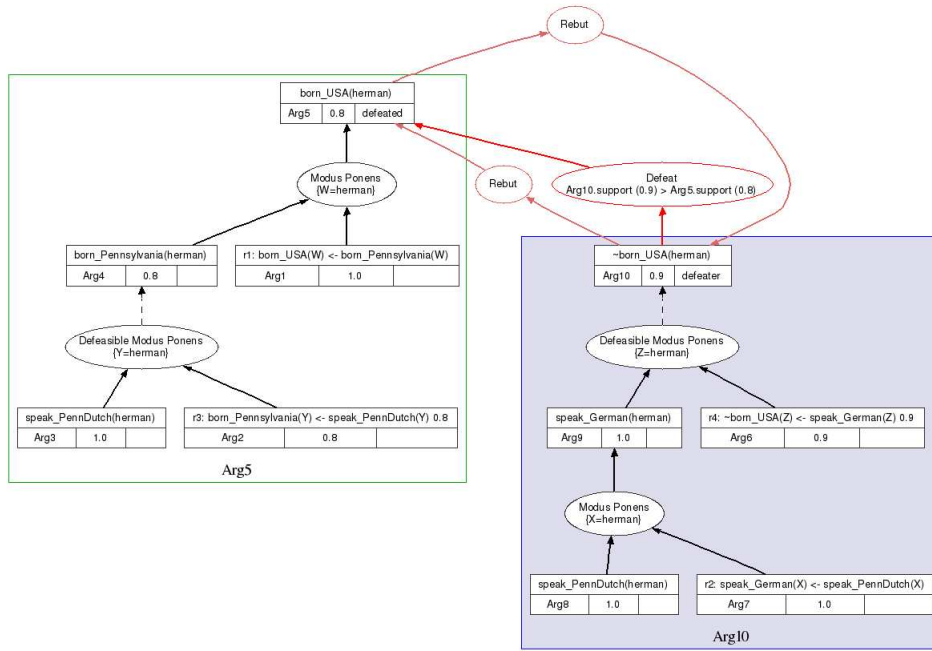 Rebut
born_USA(herman)
Arg5 0.8 defeated
Modus Ponens
{W=herman}
Rebut
Defeat
Arg10.support (0.9) > Arg5.support (0.8)
born_Pennsylvania(herman)
Arg4 0.8
r1: born_USA(W) <- born_Pennsylvania(W)
Arg1 1.0
~born_USA(herman)
Arg10 0.9 defeater
Defeasible Modus Ponens
{Y=herman}
Defeasible Modus Ponens
{Z=herman}
speak_PennDutch(herman)
Arg3 1.0
r3: born_Pennsylvania(Y) <- speak_PennDutch(Y) 0.8
Arg2 0.8
speak_German(herman)
Arg9 1.0
r4: ~born_USA(Z) <- speak_German(Z) 0.9
Arg6 0.9
Arg5
Modus Ponens
{X=herman}
speak_PennDutch(herman)
Arg8 1.0
r2: speak_German(X) <- speak_PennDutch(X)
Arg7 1.0
Arg10